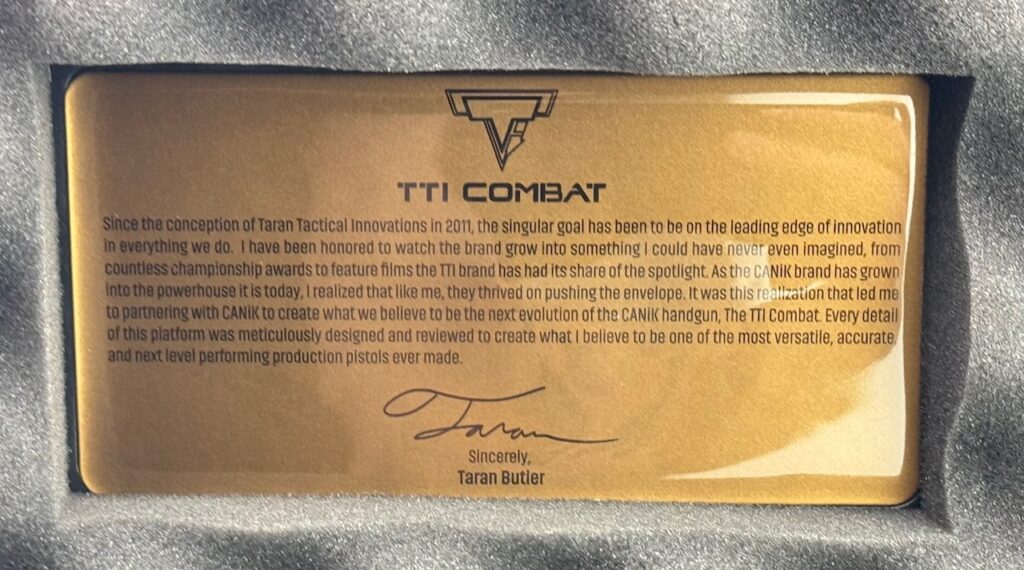 TTI COMBAT
Since the conception of Taran Tactical Innovations in 2011, the singular goal has been to be on the leading edge of innovation
in everything we do. I have been honored to watch the brand grow into something I could have never even imagined, from
countless championship awards to feature films the TTI brand has had its share of the spotlight. As the CANiK brand has grown
into the powerhouse it is today, I realized that like me, they thrived on pushing the envelope. It was this realization that led me
to partnering with CANiK to create what we believe to be the next evolution of the CANiK handgun, The TTI Combat. Every detail
of this platform was meticulously designed and reviewed to create what I believe to be one of the most versatile, accurate,
and next level performing production pistols ever made.
Taran
Sincerely,
Taran Butler